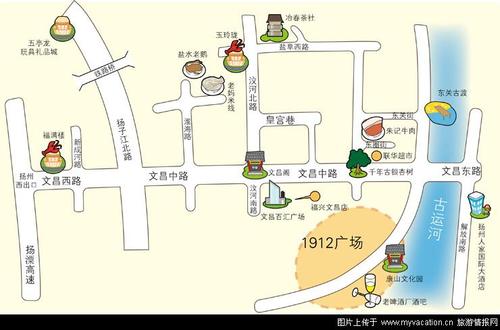 冶春茶社
玉玲珑
盐阜西路
五亭龙
玩具礼品城
盐水老鹅
铁路桥
老妈
米线
汶河北路
东关古渡
扬子江北路
淮海路
皇宫巷
东关街
朱记牛肉
东圈街
联华超市
福满楼
新成河路
扬州
西出口
文昌西路
文昌中路
文昌阁
文昌中路
千年古银杏树
文昌东路
汶河南路
文昌百汇广场
福兴文昌店
古运河
解放南路
扬州人家国际大酒店
1912广场
扬溧高速
唐山文化园
老啤酒厂酒吧
图片上传于 www.myvacation.cn 旅游情报网